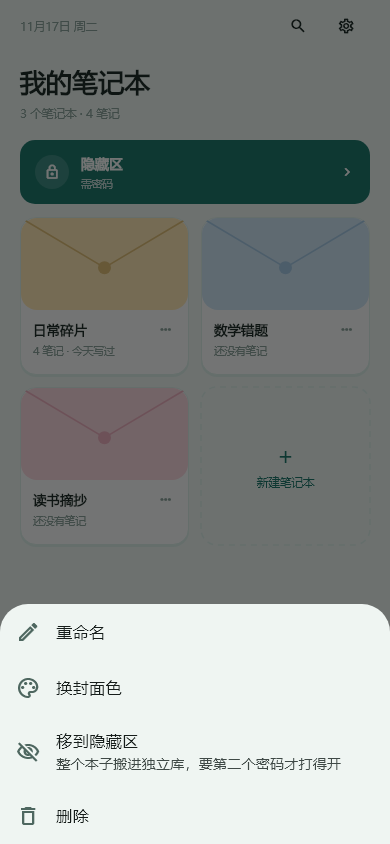 11月17日 周二
我的笔记本
3 个笔记本 · 4 笔记
隐藏区
需密码
日常碎片
4 笔记 · 今天写过
数学错题
还没有笔记
读书摘抄
还没有笔记
新建笔记本
重命名
换封面色
移到隐藏区
整个本子搬进独立库，要第二个密码才打得开
删除